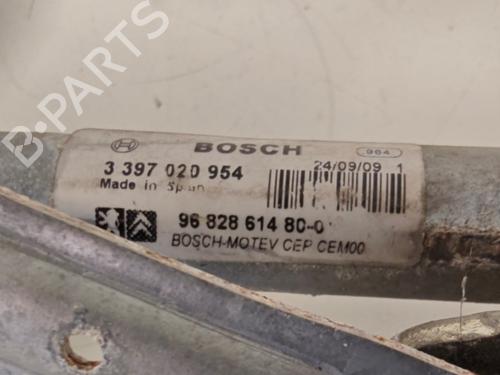 BOSCH 964
3 397 020 954 24/09/09 1
Made in Spain
96 828 614 80-0
BOSCH-MOTEV CEP CEM00
B-PARTS